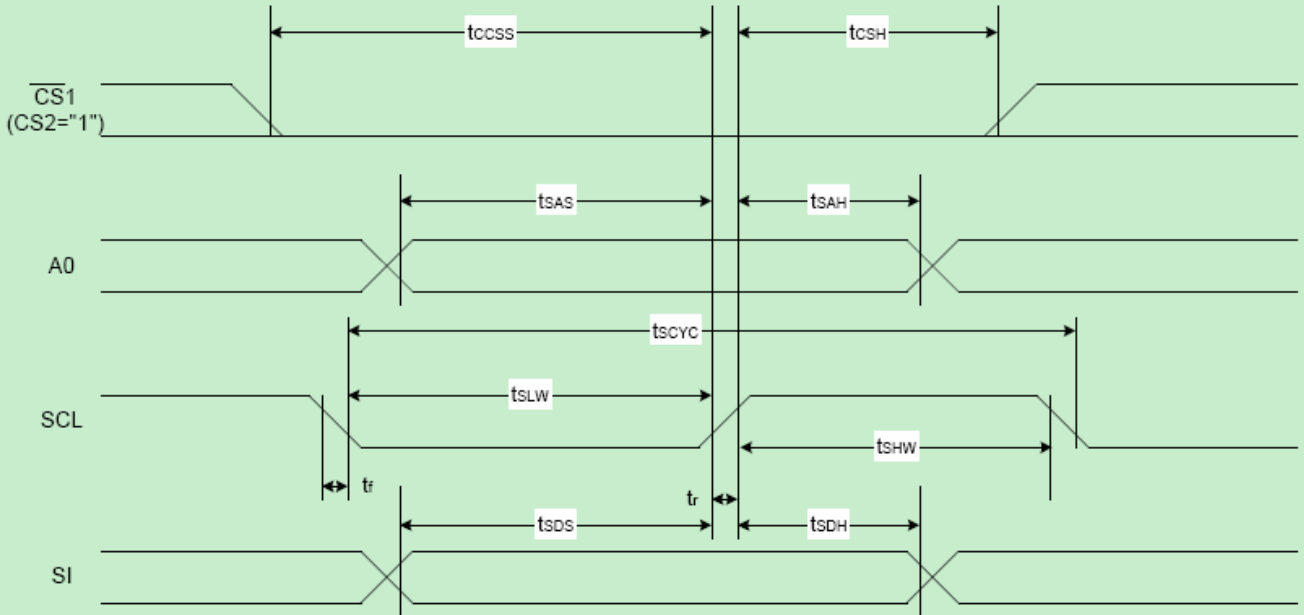 tCCSS tCSH
CS1
(CS2="1")
tSAS tSAH
A0
tSCYC
tSLW
SCL
tSHW
tf
tr
tSDS tSDH
SI